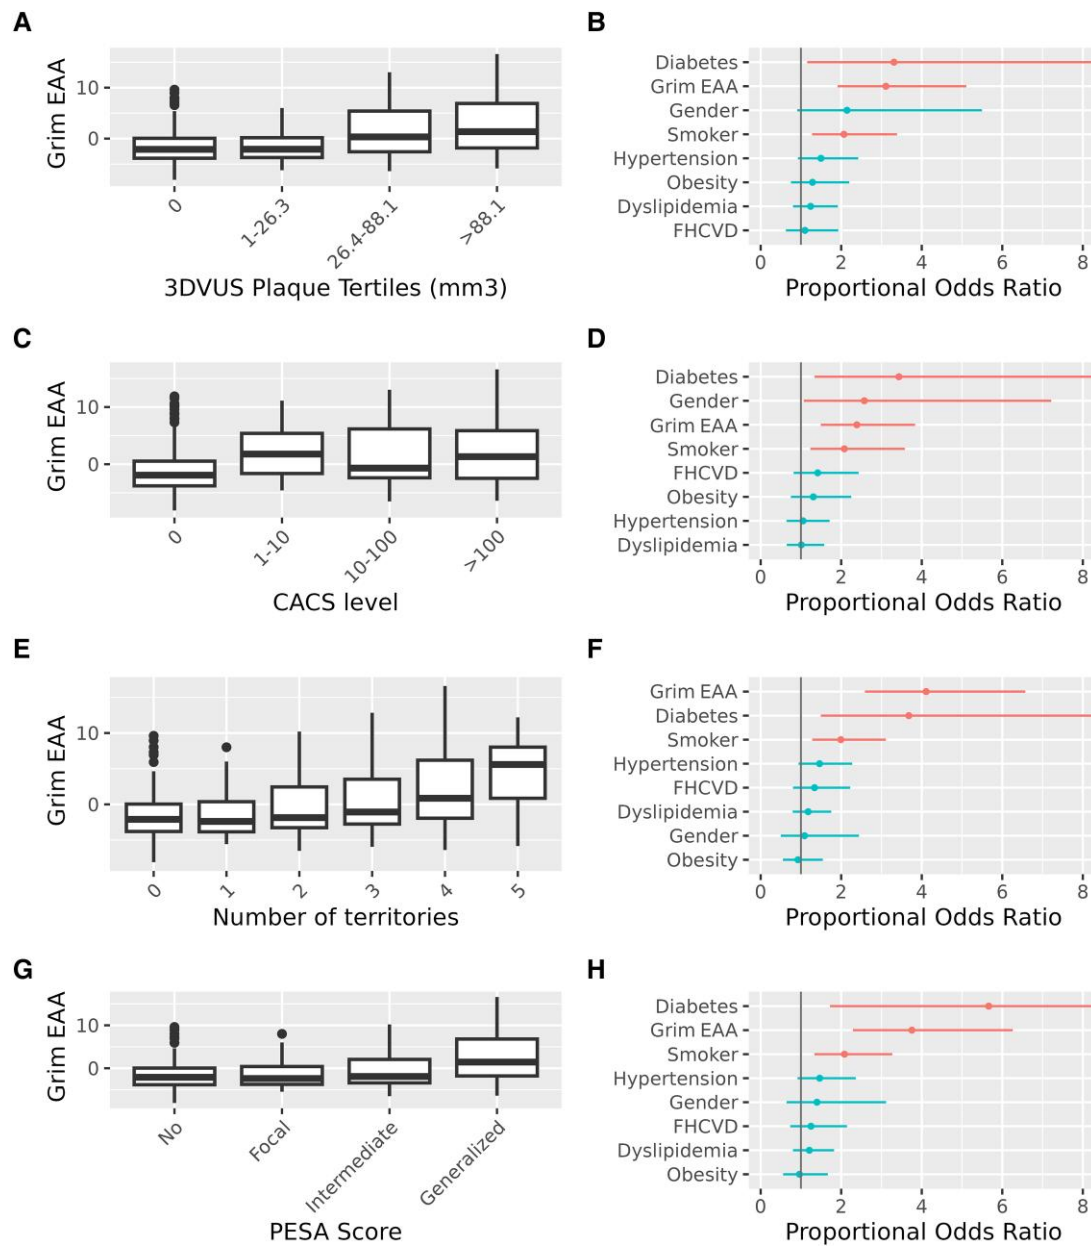 A
Grim EAA
10
0
0
1-26.3
26.4-88.1
>88.1
3DVUS Plaque Tertiles (mm3)
B
Diabetes
Grim EAA
Gender
Smoker
Hypertension
Obesity
Dyslipidemia
FHCVD
0 2 4 6 8
Proportional Odds Ratio
C
Grim EAA
10
0
0
1-10
10-100
>100
CACS level
D
Diabetes
Gender
Grim EAA
Smoker
FHCVD
Obesity
Hypertension
Dyslipidemia
0 2 4 6 8
Proportional Odds Ratio
E
Grim EAA
10
0
0 1 2 3 4 5
Number of territories
F
Grim EAA
Diabetes
Smoker
Hypertension
FHCVD
Dyslipidemia
Gender
Obesity
0 2 4 6 8
Proportional Odds Ratio
G
Grim EAA
10
0
No
Focal
Intermediate
Generalized
PESA Score
H
Diabetes
Grim EAA
Smoker
Hypertension
Gender
FHCVD
Dyslipidemia
Obesity
0 2 4 6 8
Proportional Odds Ratio